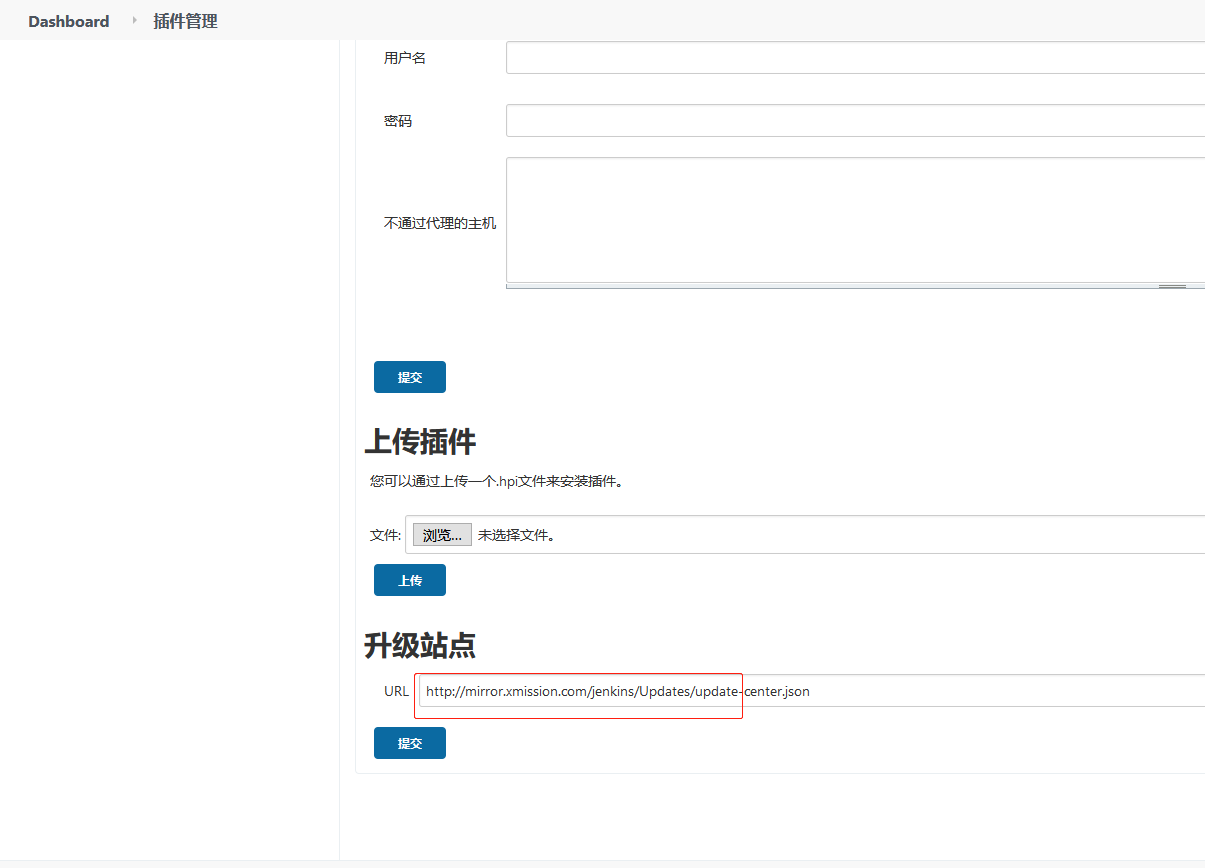 Dashboard 插件管理
用户名
密码
不通过代理的主机
提交
上传插件
您可以通过上传一个.hpi文件来安装插件。
文件: 浏览... 未选择文件。
上传
升级站点
URL http://mirror.xmission.com/jenkins/Updates/update-center.json
提交